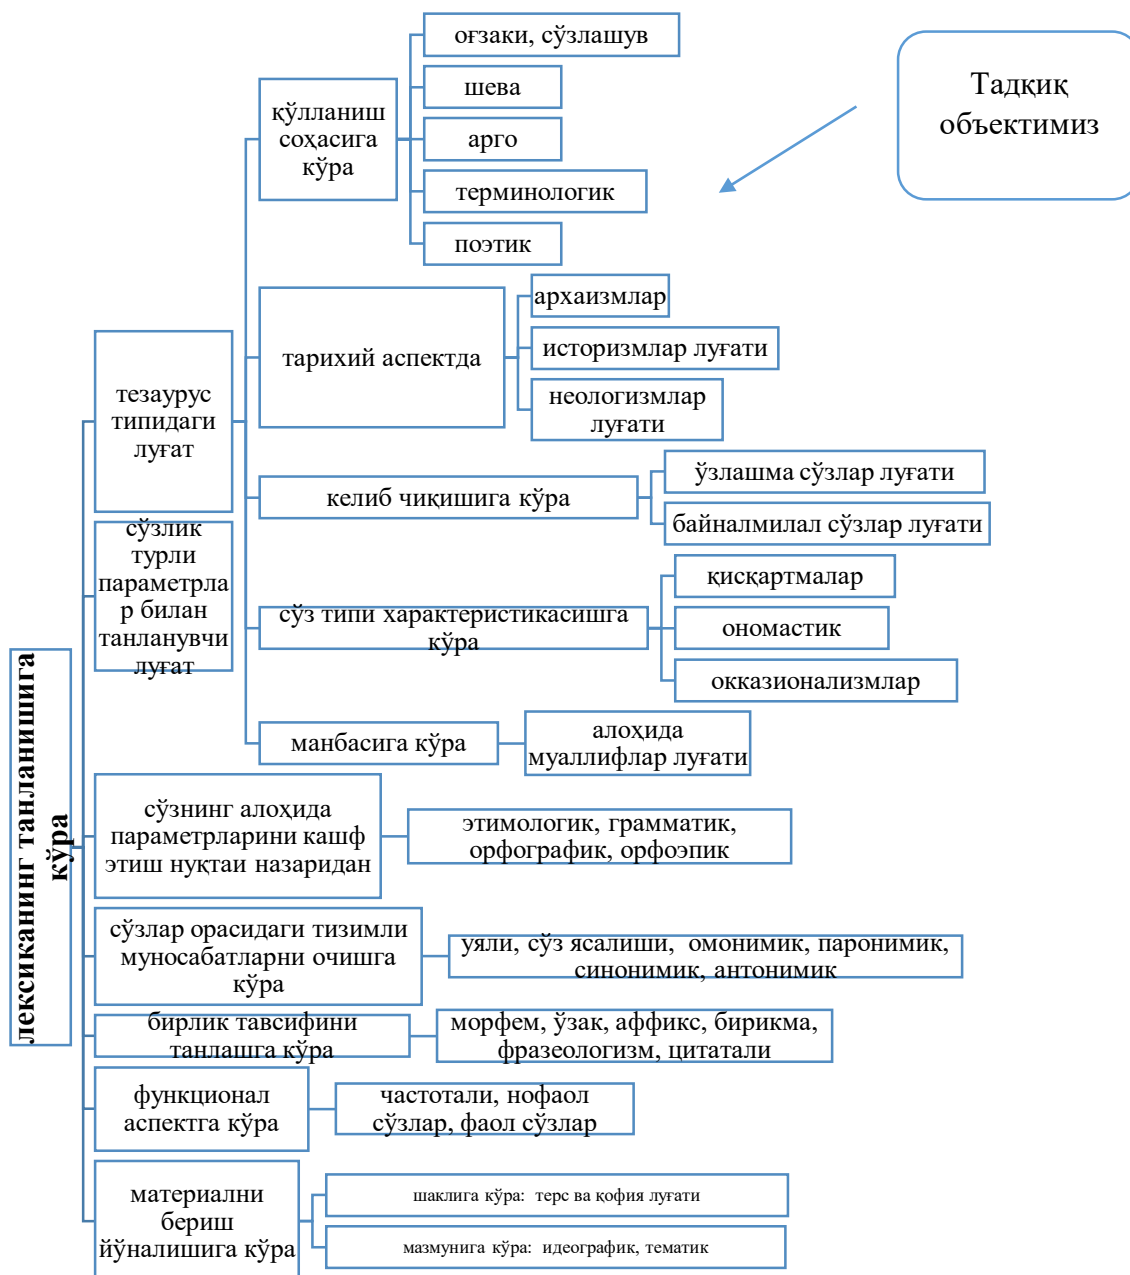 лексиканинг танланишига
кўра
тезаурус
типидаги
луғат
қўлланиш
соҳасига
кўра
оғзаки, сўзлашув
шева
арго
терминологик
поэтик
Тадқиқ
объектимиз
тарихий аспектда
архаизмлар
историзмлар луғати
неологизмлар
луғати
келиб чиқишига кўра
ўзлашма сўзлар луғати
байналмилал сўзлар луғати
сўз типи характеристикасишга
кўра
қисқартмалар
ономастик
окказионализмлар
манбасига кўра
алоҳида
муаллифлар луғати
сўзлик
турли
параметрла
р билан
танланувчи
луғат
сўзнинг алоҳида
параметрларини кашф
этиш нуқтаи назаридан
этимологик, грамматик,
орфографик, орфоэпик
сўзлар орасидаги тизимли
муносабатларни очишга
кўра
уяли, сўз ясалиши, омонимик, паронимик,
синонимик, антонимик
бирлик тавсифини
танлашга кўра
морфем, ўзак, аффикс, бирикма,
фразеологизм, цитатали
функционал
аспектга кўра
частотали, нофаол
сўзлар, фаол сўзлар
материални
бериш
йўналишига кўра
шаклига кўра: терс ва қофия луғати
мазмунига кўра: идеографик, тематик